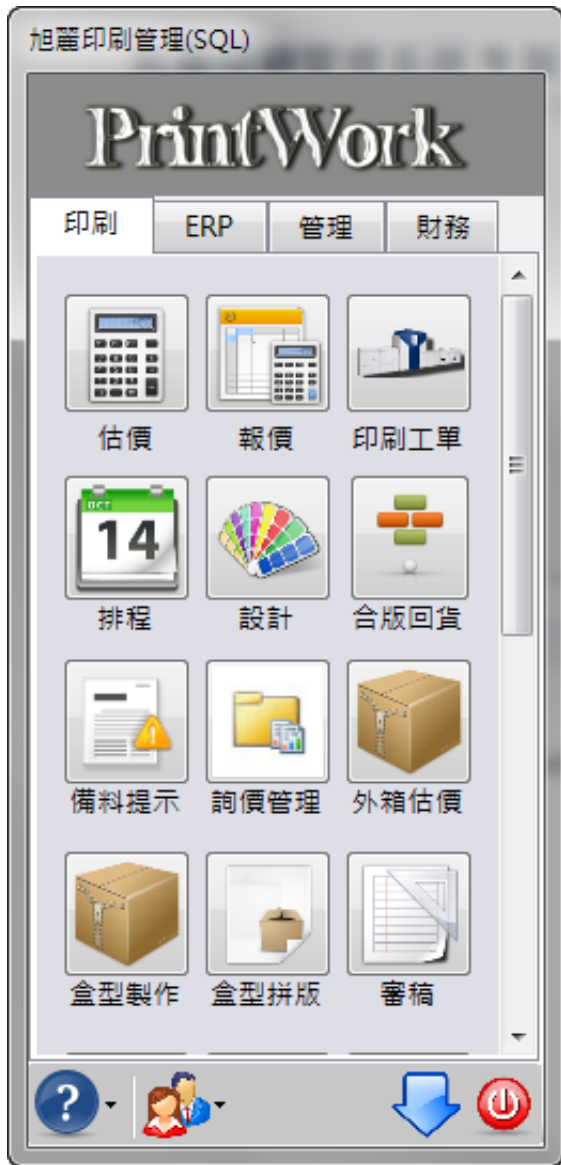 旭麗印刷管理(SQL)
PrintWork
印刷 ERP 管理 財務
估價 報價 印刷工單
OCT
14
排程 設計 合版回貨
備料提示 詢價管理 外箱估價
盒型製作 盒型拼版 審稿
?